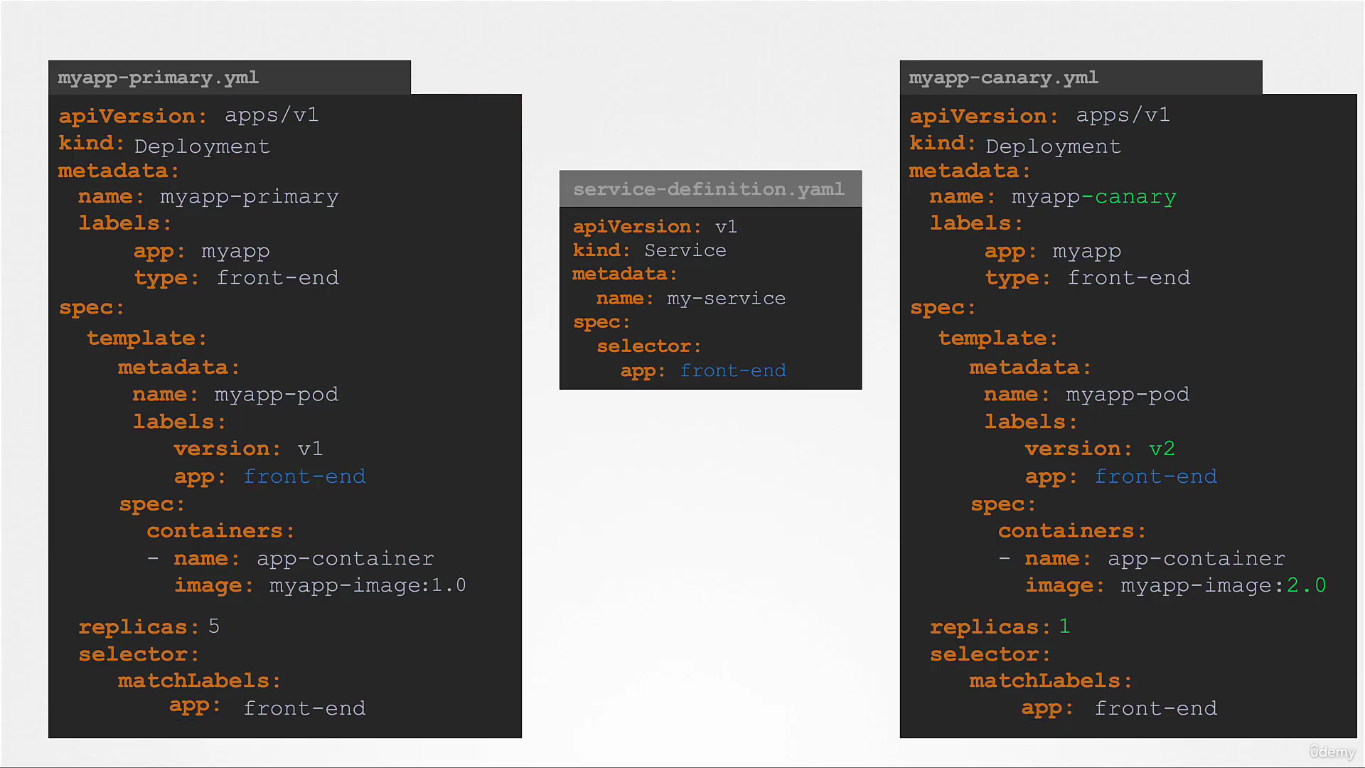 myapp-primary.yml
apiVersion: apps/v1
kind: Deployment
metadata:
name: myapp-primary
labels:
app: myapp
type: front-end
spec:
template:
metadata:
name: myapp-pod
labels:
version: v1
app: front-end
spec:
containers:
- name: app-container
image: myapp-image:1.0
replicas: 5
selector:
matchLabels:
app: front-end
service-definition.yaml
apiVersion: v1
kind: Service
metadata:
name: my-service
spec:
selector:
app: front-end
myapp-canary.yml
apiVersion: apps/v1
kind: Deployment
metadata:
name: myapp-canary
labels:
app: myapp
type: front-end
spec:
template:
metadata:
name: myapp-pod
labels:
version: v2
app: front-end
spec:
containers:
- name: app-container
image: myapp-image:2.0
replicas: 1
selector:
matchLabels:
app: front-end
ûdemy